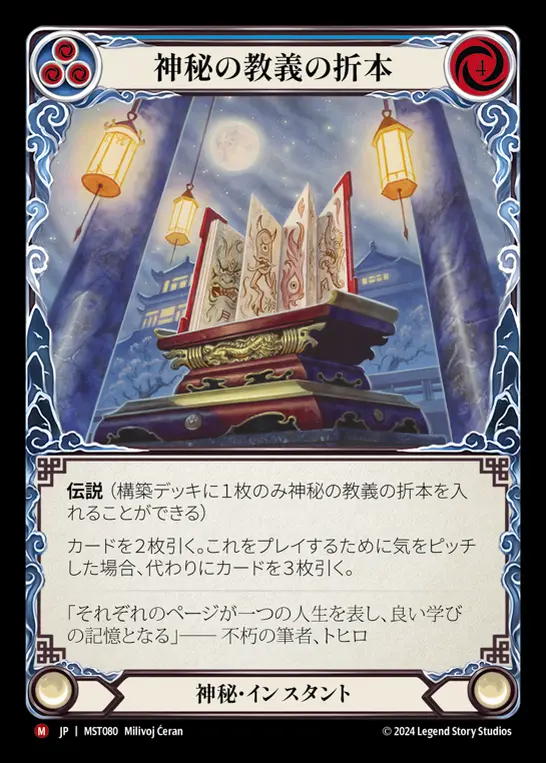 神秘の教義の折本
4
伝説 (構築デッキに1枚のみ神秘の教義の折本を入
れることができる)
カードを2枚引く。これをプレイするために気をピッチ
した場合、代わりにカードを3枚引く。
「それぞれのページが一つの人生を表し、良い学び
の記憶となる」—— 不朽の筆者、トヒロ
神秘・インスタント
M JP | MST080 Milivoj Ćeran
© 2024 Legend Story Studios